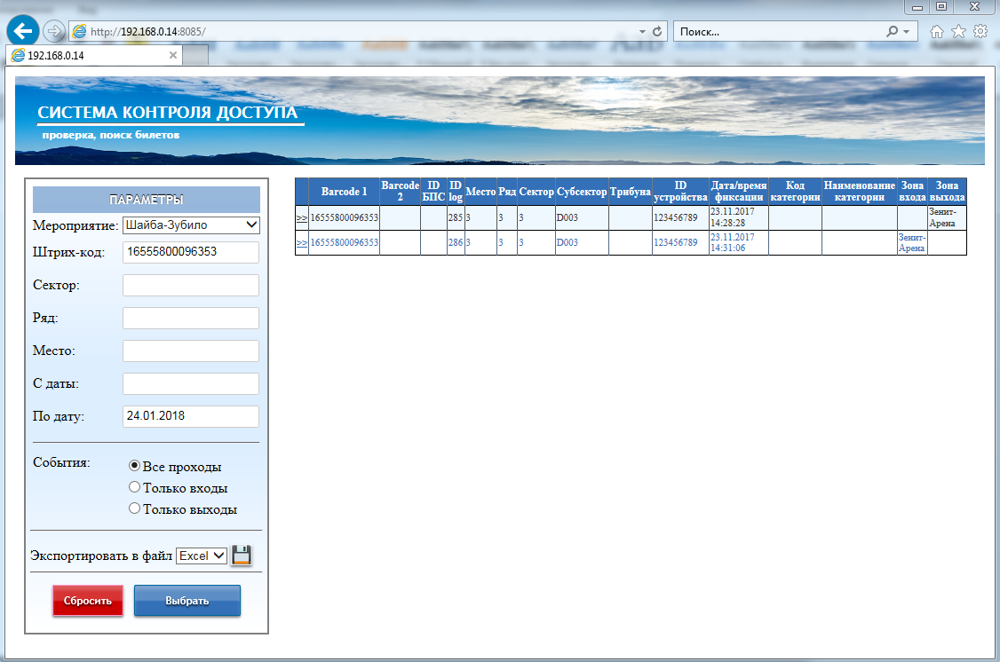 http://192.168.0.14:8085/
Поиск...
192.168.0.14
СИСТЕМА КОНТРОЛЯ ДОСТУПА
проверка, поиск билетов
ПАРАМЕТРЫ
Мероприятие: Шайба-Зубило
Штрих-код: 16555800096353
Сектор:
Ряд:
Место:
С даты:
По дату: 24.01.2018
События:
Все проходы
Только входы
Только выходы
Экспортировать в файл Excel
Сбросить Выбрать
Barcode 1 Barcode 2 ID БПС ID log Место Ряд Сектор Субсектор Трибуна ID устройства Дата/время фиксации Код категории Наименование категории Зона входа Зона выхода
>> 16555800096353 285 3 3 3 D003 123456789 23.11.2017 14:28:28 Зенит-Арена
>> 16555800096353 286 3 3 3 D003 123456789 23.11.2017 14:31:06 Зенит-Арена